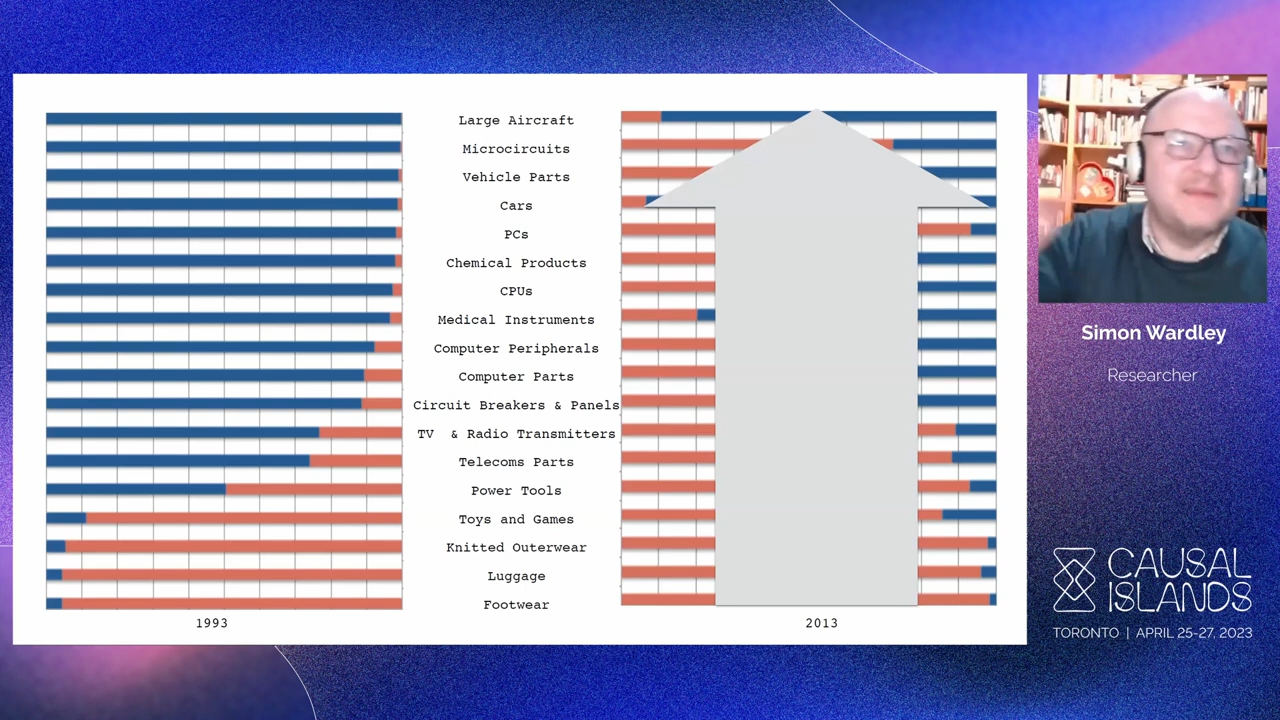 Large Aircraft
Microcircuits
Vehicle Parts
Cars
PCs
Chemical Products
CPUs
Medical Instruments
Computer Peripherals
Computer Parts
Circuit Breakers & Panels
TV & Radio Transmitters
Telecoms Parts
Power Tools
Toys and Games
Knitted Outerwear
Luggage
Footwear
1993
2013
Simon Wardley
Researcher
CAUSAL
ISLANDS
TORONTO | APRIL 25-27, 2023